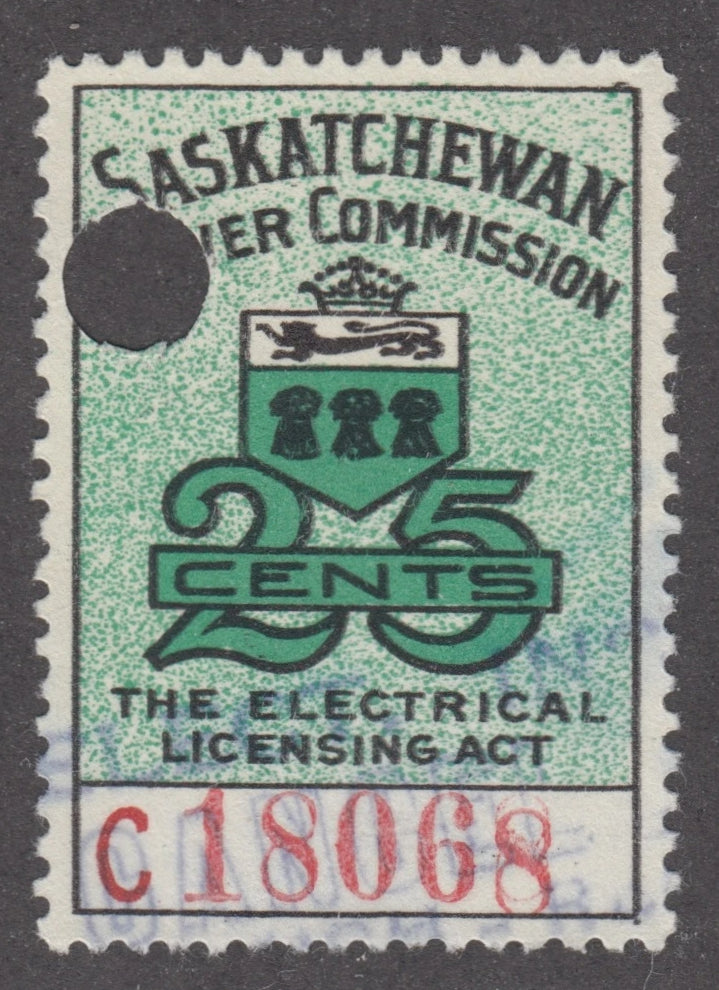 SASKATCHEWAN
WER COMMISSION
25
CENTS
THE ELECTRICAL
LICENSING ACT
C 18068